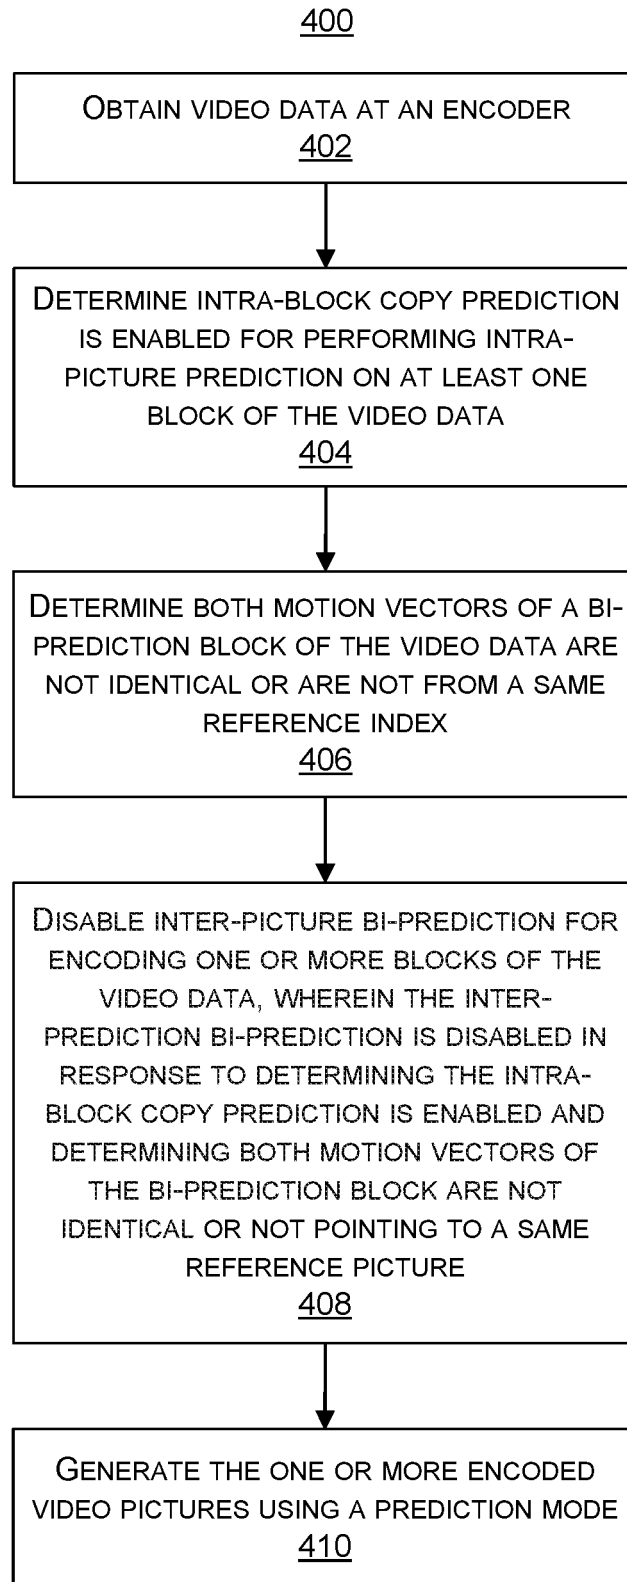 400
OBTAIN VIDEO DATA AT AN ENCODER
402
DETERMINE INTRA-BLOCK COPY PREDICTION
IS ENABLED FOR PERFORMING INTRA-
PICTURE PREDICTION ON AT LEAST ONE
BLOCK OF THE VIDEO DATA
404
DETERMINE BOTH MOTION VECTORS OF A BI-
PREDICTION BLOCK OF THE VIDEO DATA ARE
NOT IDENTICAL OR ARE NOT FROM A SAME
REFERENCE INDEX
406
DISABLE INTER-PICTURE BI-PREDICTION FOR
ENCODING ONE OR MORE BLOCKS OF THE
VIDEO DATA, WHEREIN THE INTER-
PREDICTION BI-PREDICTION IS DISABLED IN
RESPONSE TO DETERMINING THE INTRA-
BLOCK COPY PREDICTION IS ENABLED AND
DETERMINING BOTH MOTION VECTORS OF
THE BI-PREDICTION BLOCK ARE NOT
IDENTICAL OR NOT POINTING TO A SAME
REFERENCE PICTURE
408
GENERATE THE ONE OR MORE ENCODED
VIDEO PICTURES USING A PREDICTION MODE
410